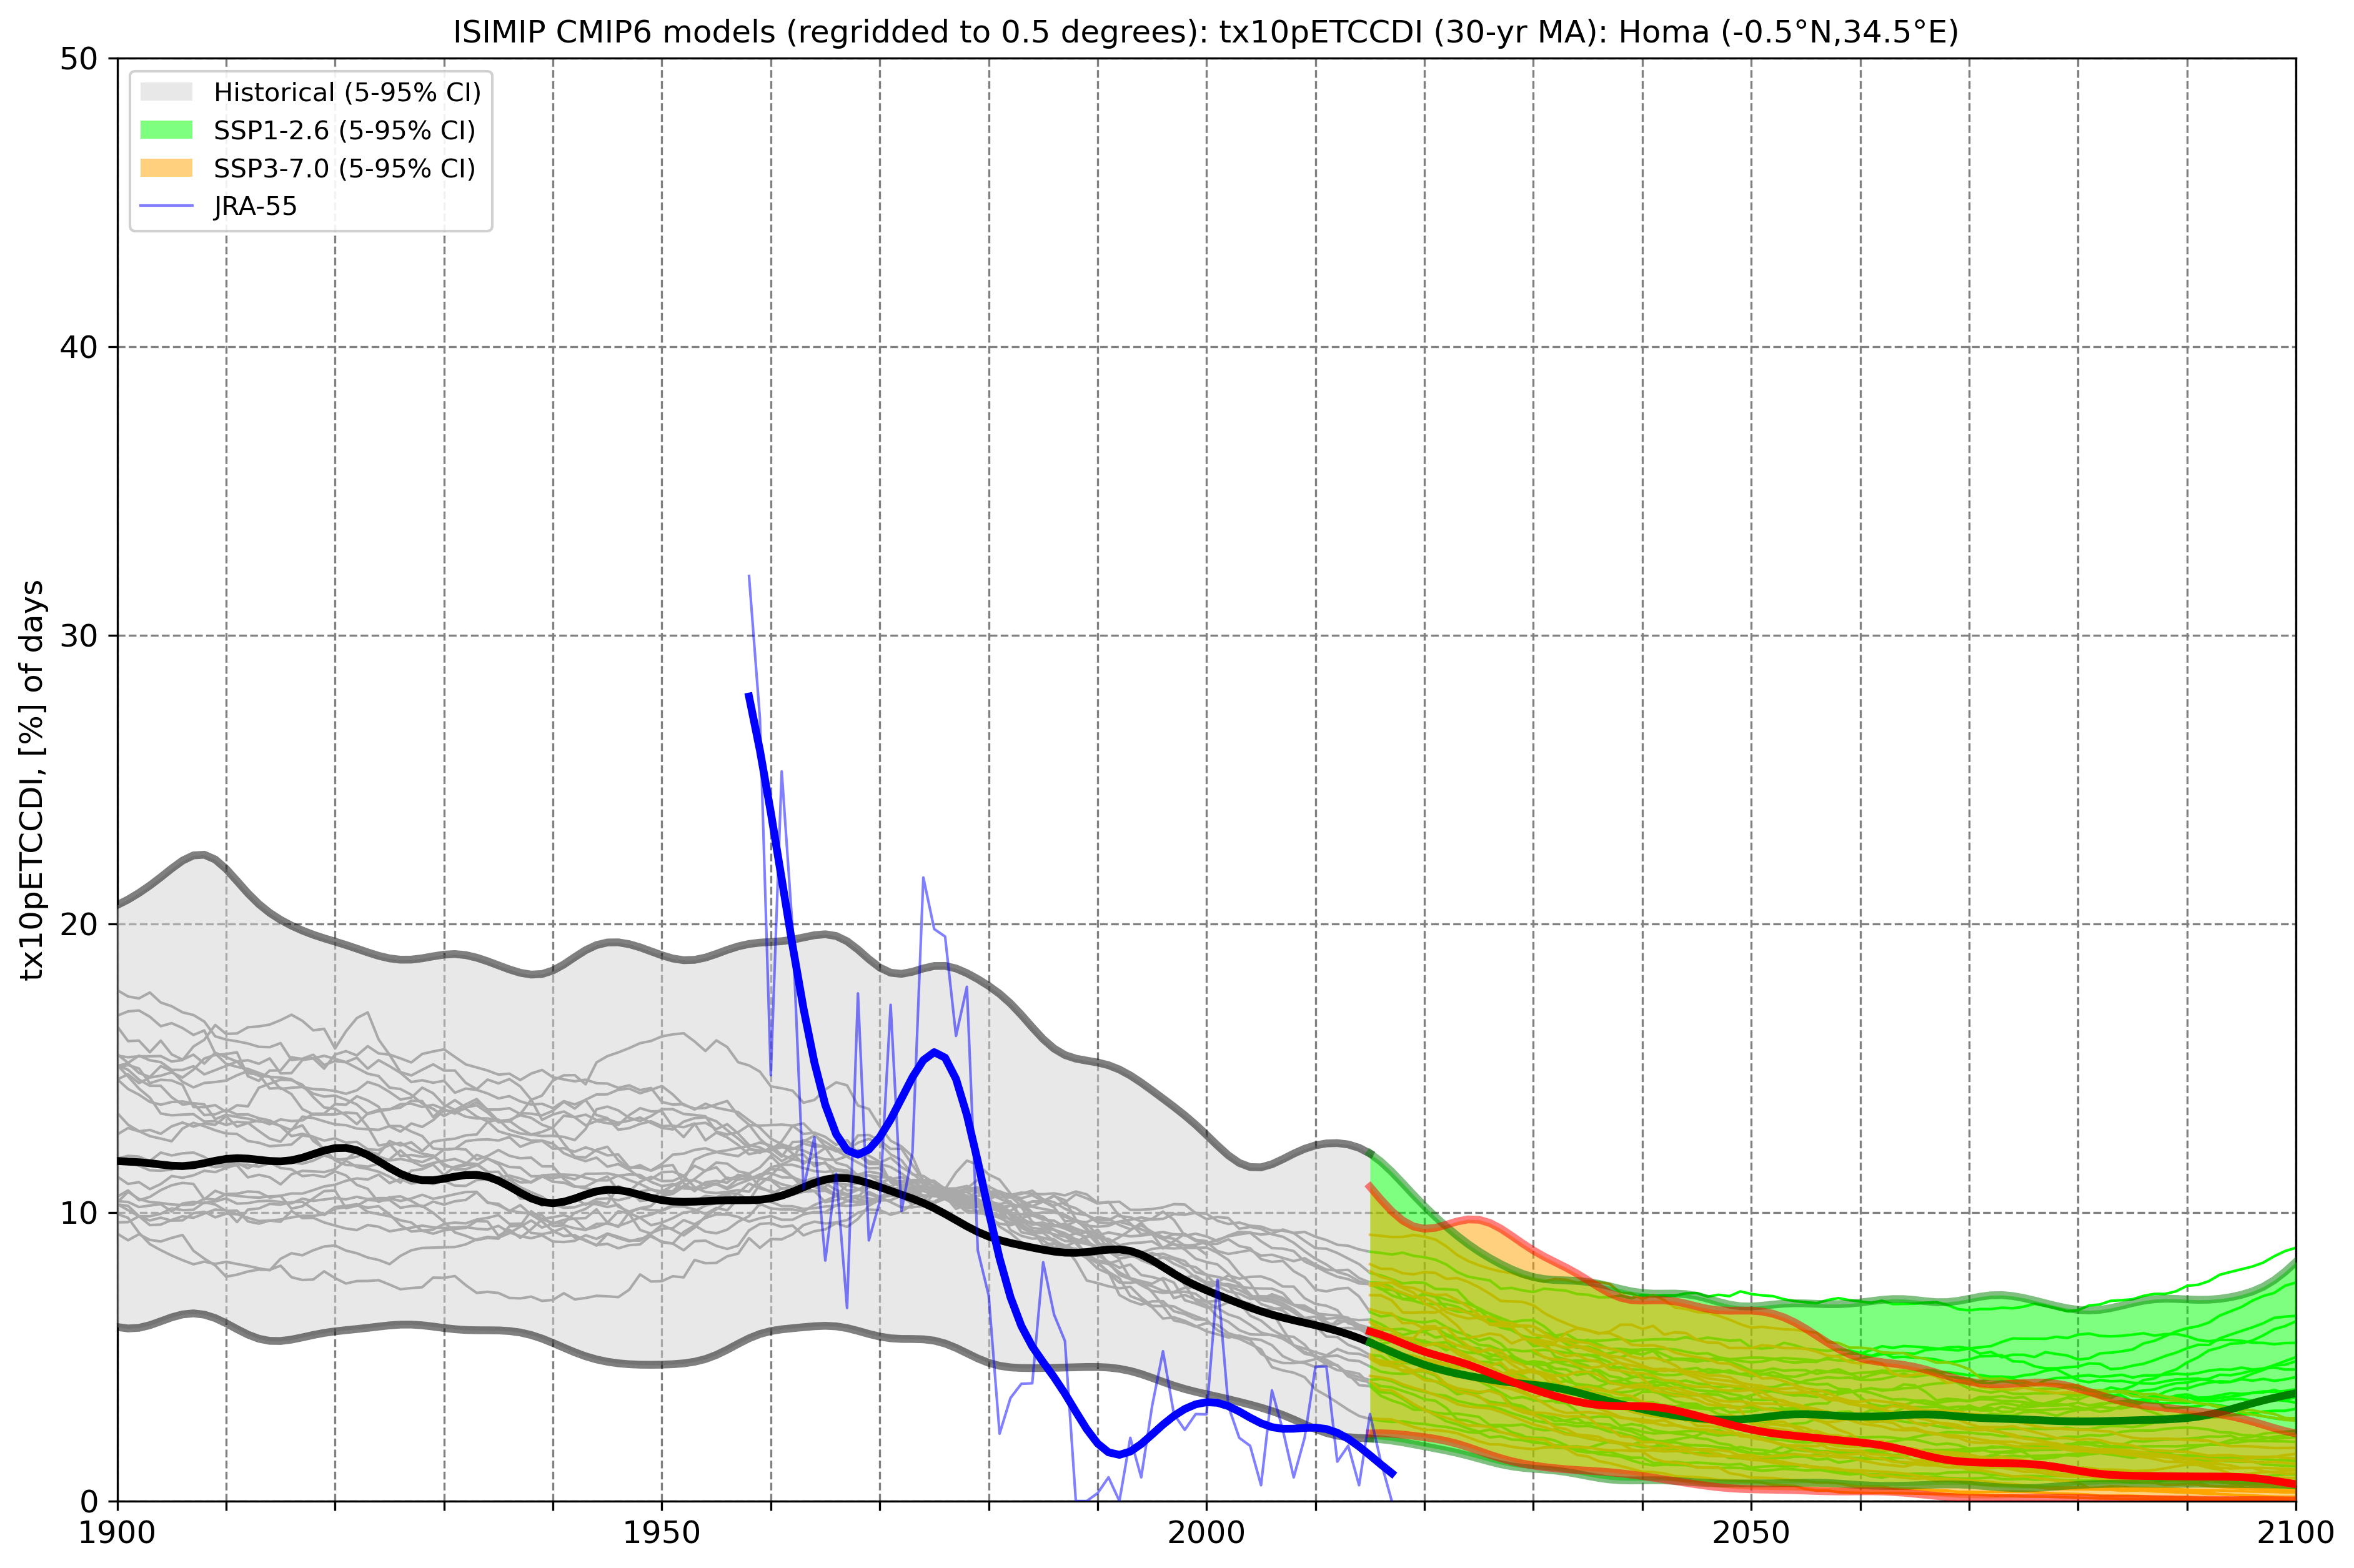 ISIMIP CMIP6 models (regridded to 0.5 degrees): tx10pETCCDI (30-yr MA): Homa (-0.5°N,34.5°E)
Historical (5-95% CI)
SSP1-2.6 (5-95% CI)
SSP3-7.0 (5-95% CI)
JRA-55
tx10pETCCDI, [%] of days
50
40
30
20
10
0
1900
1950
2000
2050
2100